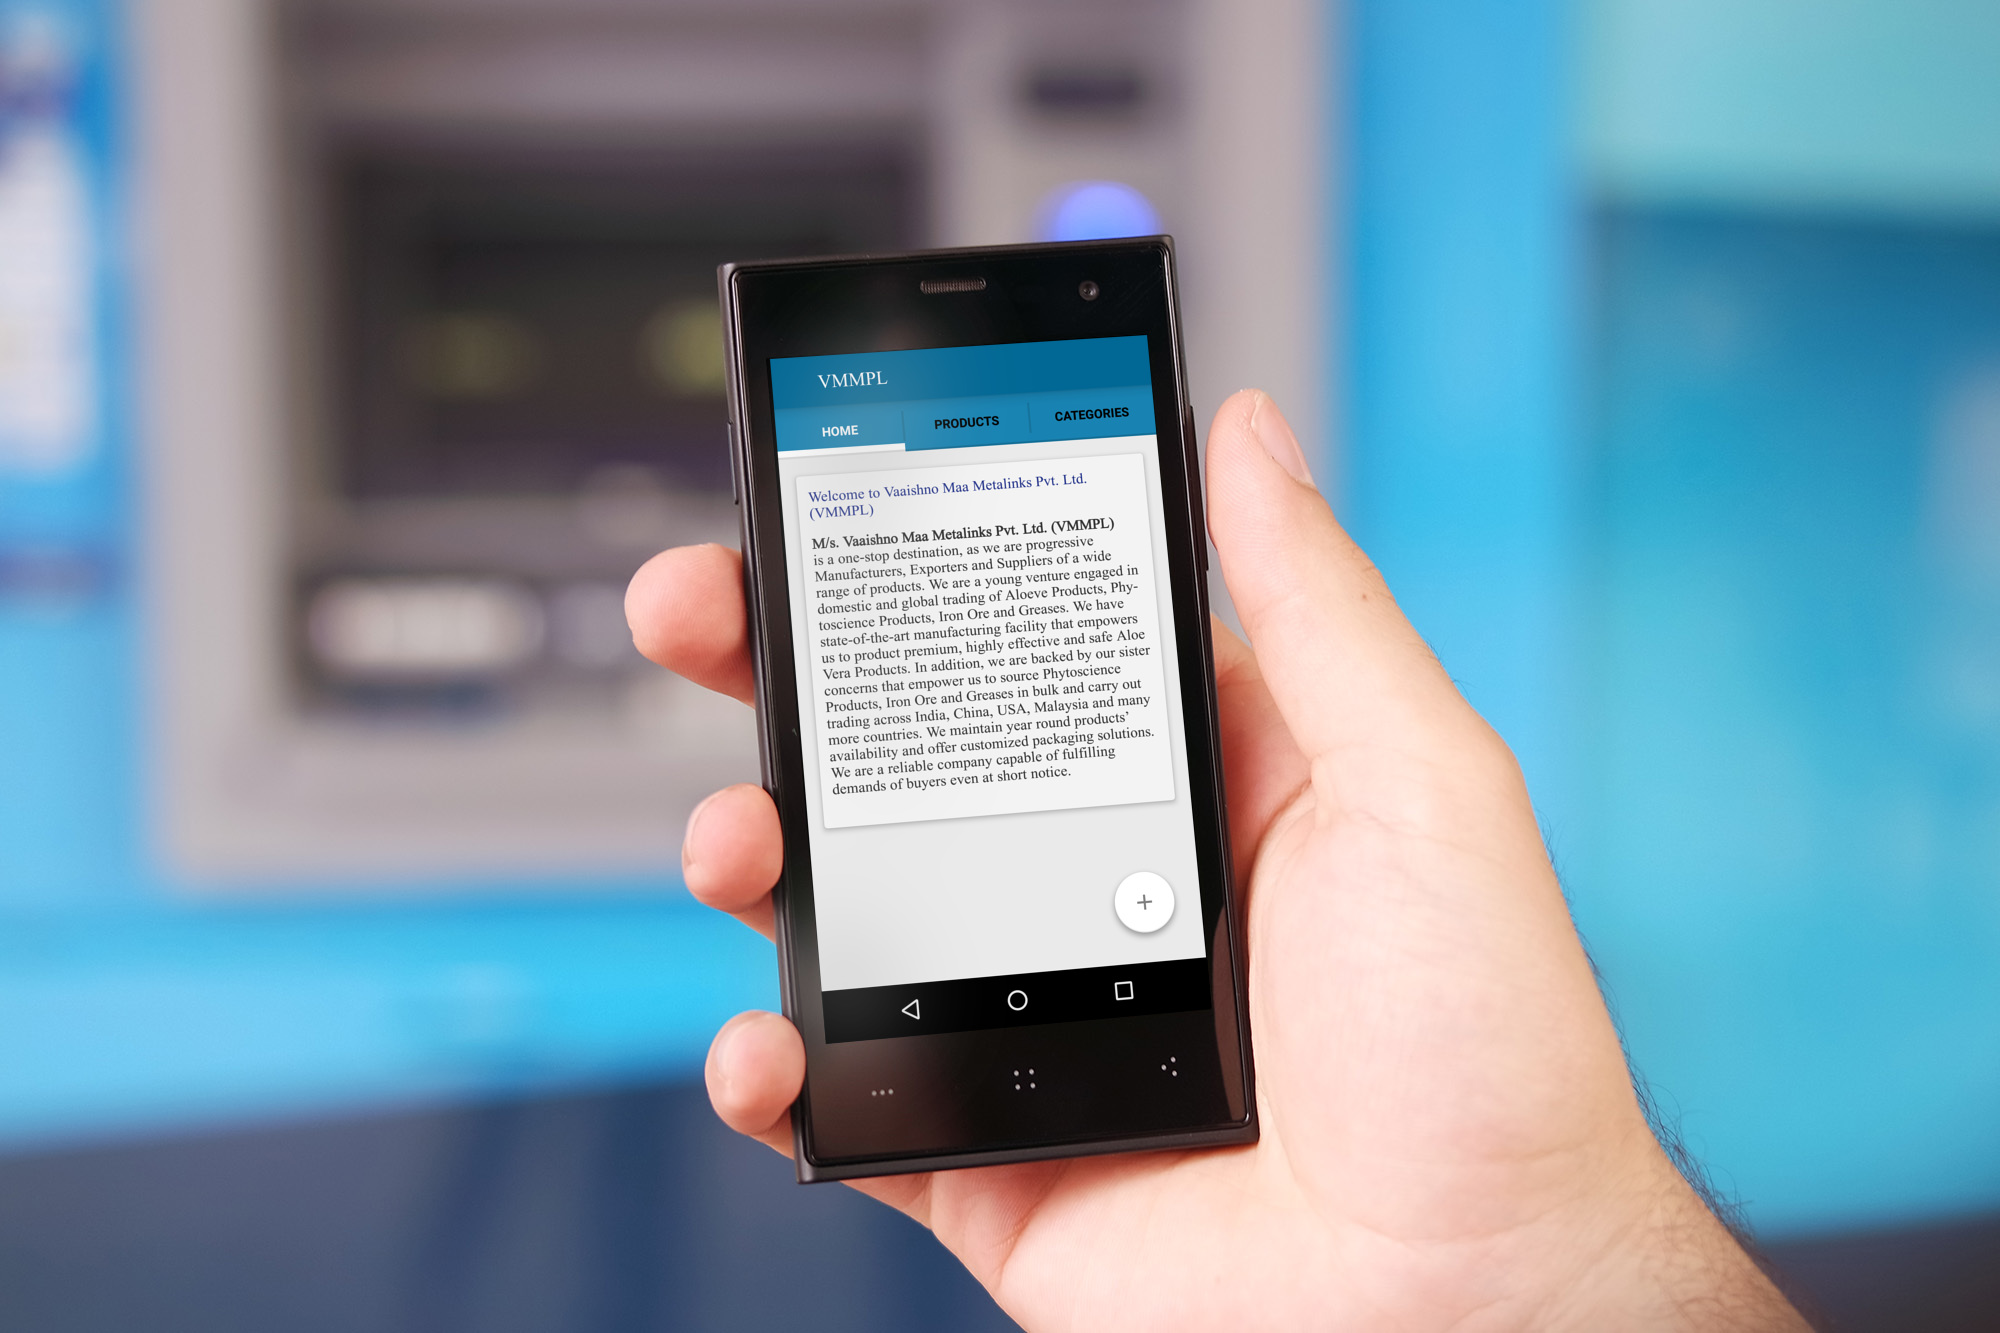 VMMPL
HOME PRODUCTS CATEGORIES
Welcome to Vaaishno Maa Metalinks Pvt. Ltd.
(VMMPL)
M/s. Vaaishno Maa Metalinks Pvt. Ltd. (VMMPL)
is a one-stop destination, as we are progressive
Manufacturers, Exporters and Suppliers of a wide
range of products. We are a young venture engaged in
domestic and global trading of Aloeve Products, Phy-
toscience Products, Iron Ore and Greases. We have
state-of-the-art manufacturing facility that empowers
us to product premium, highly effective and safe Aloe
Vera Products. In addition, we are backed by our sister
concerns that empower us to source Phytoscience
Products, Iron Ore and Greases in bulk and carry out
trading across India, China, USA, Malaysia and many
more countries. We maintain year round products’
availability and offer customized packaging solutions.
We are a reliable company capable of fulfilling
demands of buyers even at short notice.